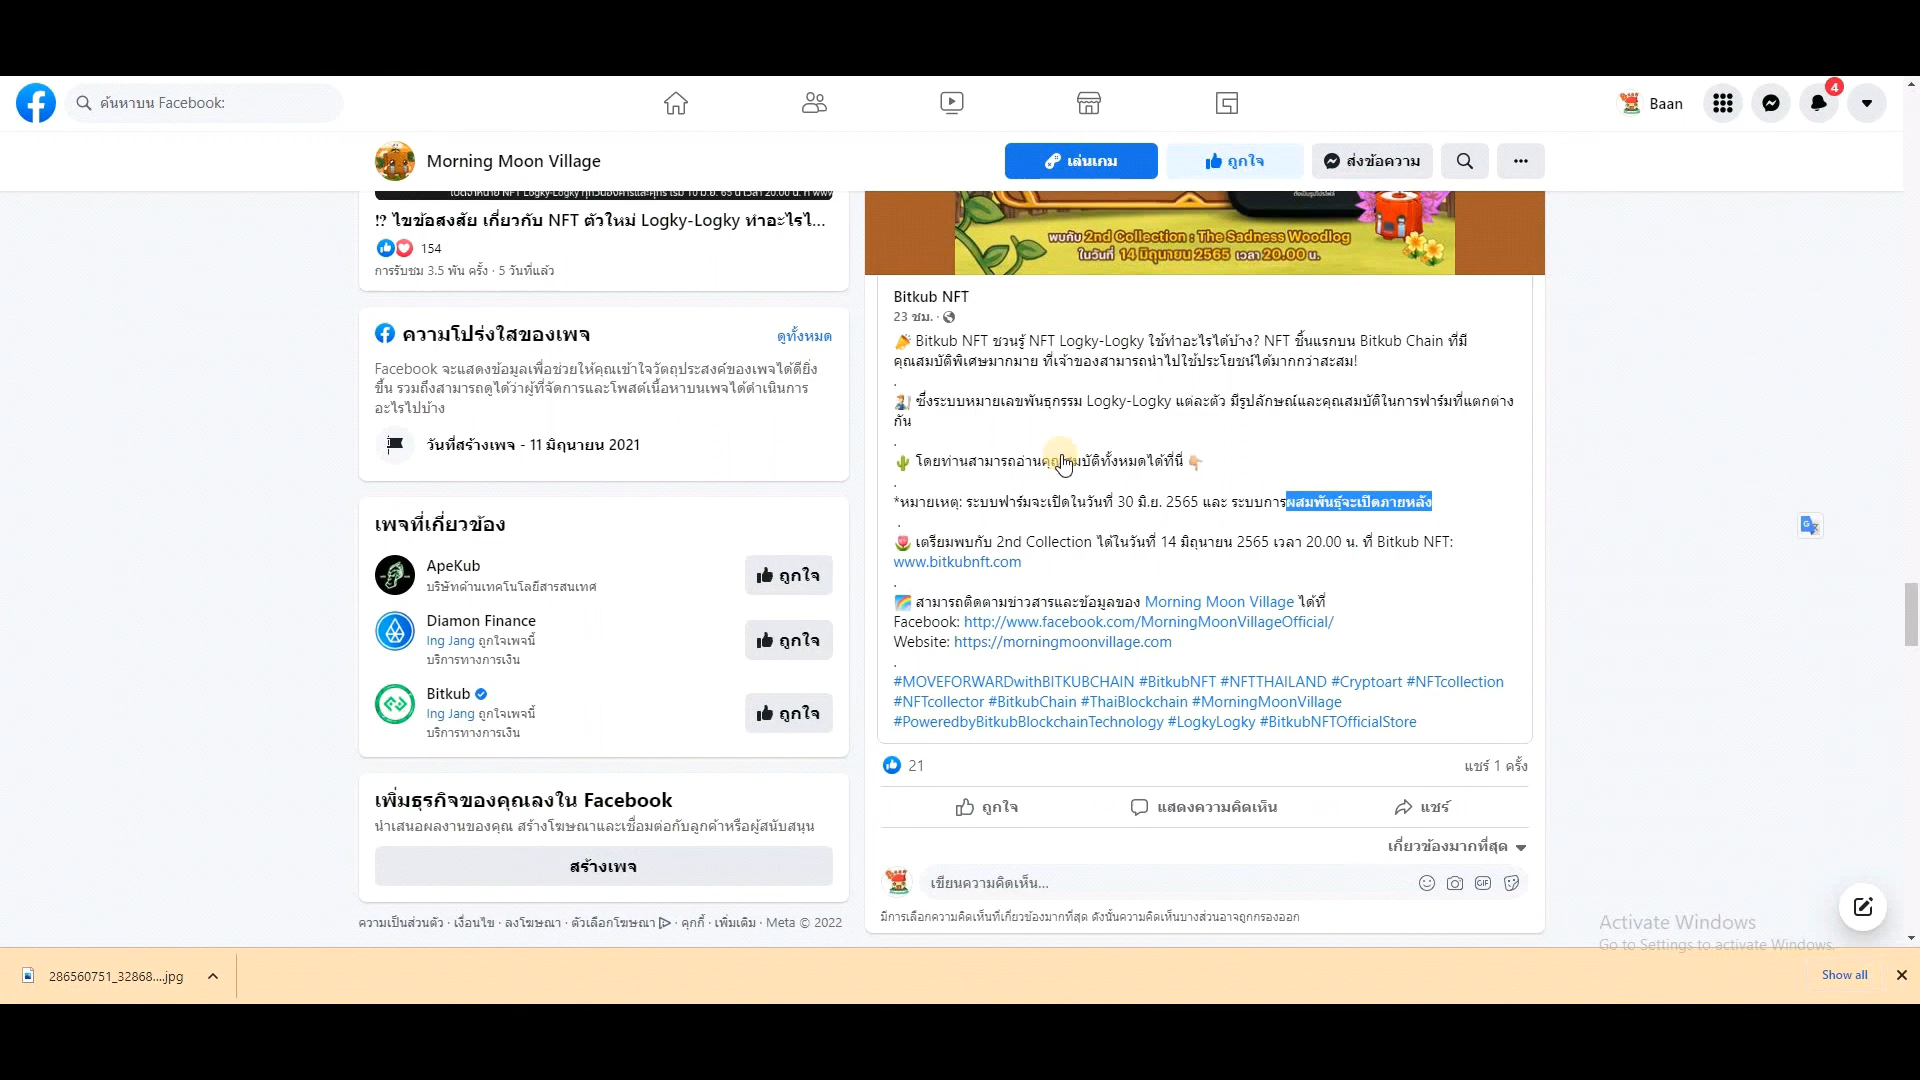 ค้นหาบน Facebook:
4
Baan
Morning Moon Village
เล่นเกม
ถูกใจ
ส่งข้อความ
!? ไขข้อสงสัย เกี่ยวกับ NFT ตัวใหม่ Logky-Logky ทำอะไรไ...
154
การรับชม 3.5 พัน ครั้ง · 5 วันที่แล้ว
ความโปร่งใสของเพจ
ดูทั้งหมด
Facebook จะแสดงข้อมูลเพื่อช่วยให้คุณเข้าใจวัตถุประสงค์ของเพจได้ดียิ่ง
ขึ้น รวมถึงสามารถดูได้ว่าผู้ที่จัดการและโพสต์เนื้อหาบนเพจได้ดำเนินการ
อะไรไปบ้าง
วันที่สร้างเพจ - 11 มิถุนายน 2021
เพจที่เกี่ยวข้อง
ApeKub
บริษัทด้านเทคโนโลยีสารสนเทศ
ถูกใจ
Diamon Finance
Ing Jang ถูกใจเพจนี้
บริการทางการเงิน
ถูกใจ
Bitkub
Ing Jang ถูกใจเพจนี้
บริการทางการเงิน
ถูกใจ
เพิ่มธุรกิจของคุณลงใน Facebook
นำเสนอผลงานของคุณ สร้างโฆษณาและเชื่อมต่อกับลูกค้าหรือผู้สนับสนุน
สร้างเพจ
ความเป็นส่วนตัว · เงื่อนไข · ลงโฆษณา · ตัวเลือกโฆษณา · คุกกี้ · เพิ่มเติม · Meta © 2022
พบกับ 2nd Collection : The Sadness Woodlog
ในวันที่ 14 มิถุนายน 2565 เวลา 20.00 น.
Bitkub NFT
23 ชม. ·
Bitkub NFT ชวนรู้ NFT Logky-Logky ใช้ทำอะไรได้บ้าง? NFT ชิ้นแรกบน Bitkub Chain ที่มี
คุณสมบัติพิเศษมากมาย ที่เจ้าของสามารถนำไปใช้ประโยชน์ได้มากกว่าสะสม!
.
ซึ่งระบบหมายเลขพันธุกรรม Logky-Logky แต่ละตัว มีรูปลักษณ์และคุณสมบัติในการฟาร์มที่แตกต่าง
กัน
.
โดยท่านสามารถอ่านคุณสมบัติทั้งหมดได้ที่นี่
.
*หมายเหตุ: ระบบฟาร์มจะเปิดในวันที่ 30 มิ.ย. 2565 และ ระบบการผสมพันธุ์จะเปิดภายหลัง
.
เตรียมพบกับ 2nd Collection ได้ในวันที่ 14 มิถุนายน 2565 เวลา 20.00 น. ที่ Bitkub NFT:
www.bitkubnft.com
.
สามารถติดตามข่าวสารและข้อมูลของ Morning Moon Village ได้ที่
Facebook: http://www.facebook.com/MorningMoonVillageOfficial/
Website: https://morningmoonvillage.com
.
#MOVEFORWARDwithBITKUBCHAIN #BitkubNFT #NFTTHAILAND #Cryptoart #NFTcollection
#NFTcollector #BitkubChain #ThaiBlockchain #MorningMoonVillage
#PoweredbyBitkubBlockchainTechnology #LogkyLogky #BitkubNFTOfficialStore
21
แชร์ 1 ครั้ง
ถูกใจ
แสดงความคิดเห็น
แชร์
เกี่ยวข้องมากที่สุด
เขียนความคิดเห็น...
GIF
มีการเลือกความคิดเห็นที่เกี่ยวข้องมากที่สุด ดังนั้นความคิดเห็นบางส่วนอาจถูกกรองออก
Activate Windows
Go to Settings to activate Windows.
286560751_32868....jpg
Show all